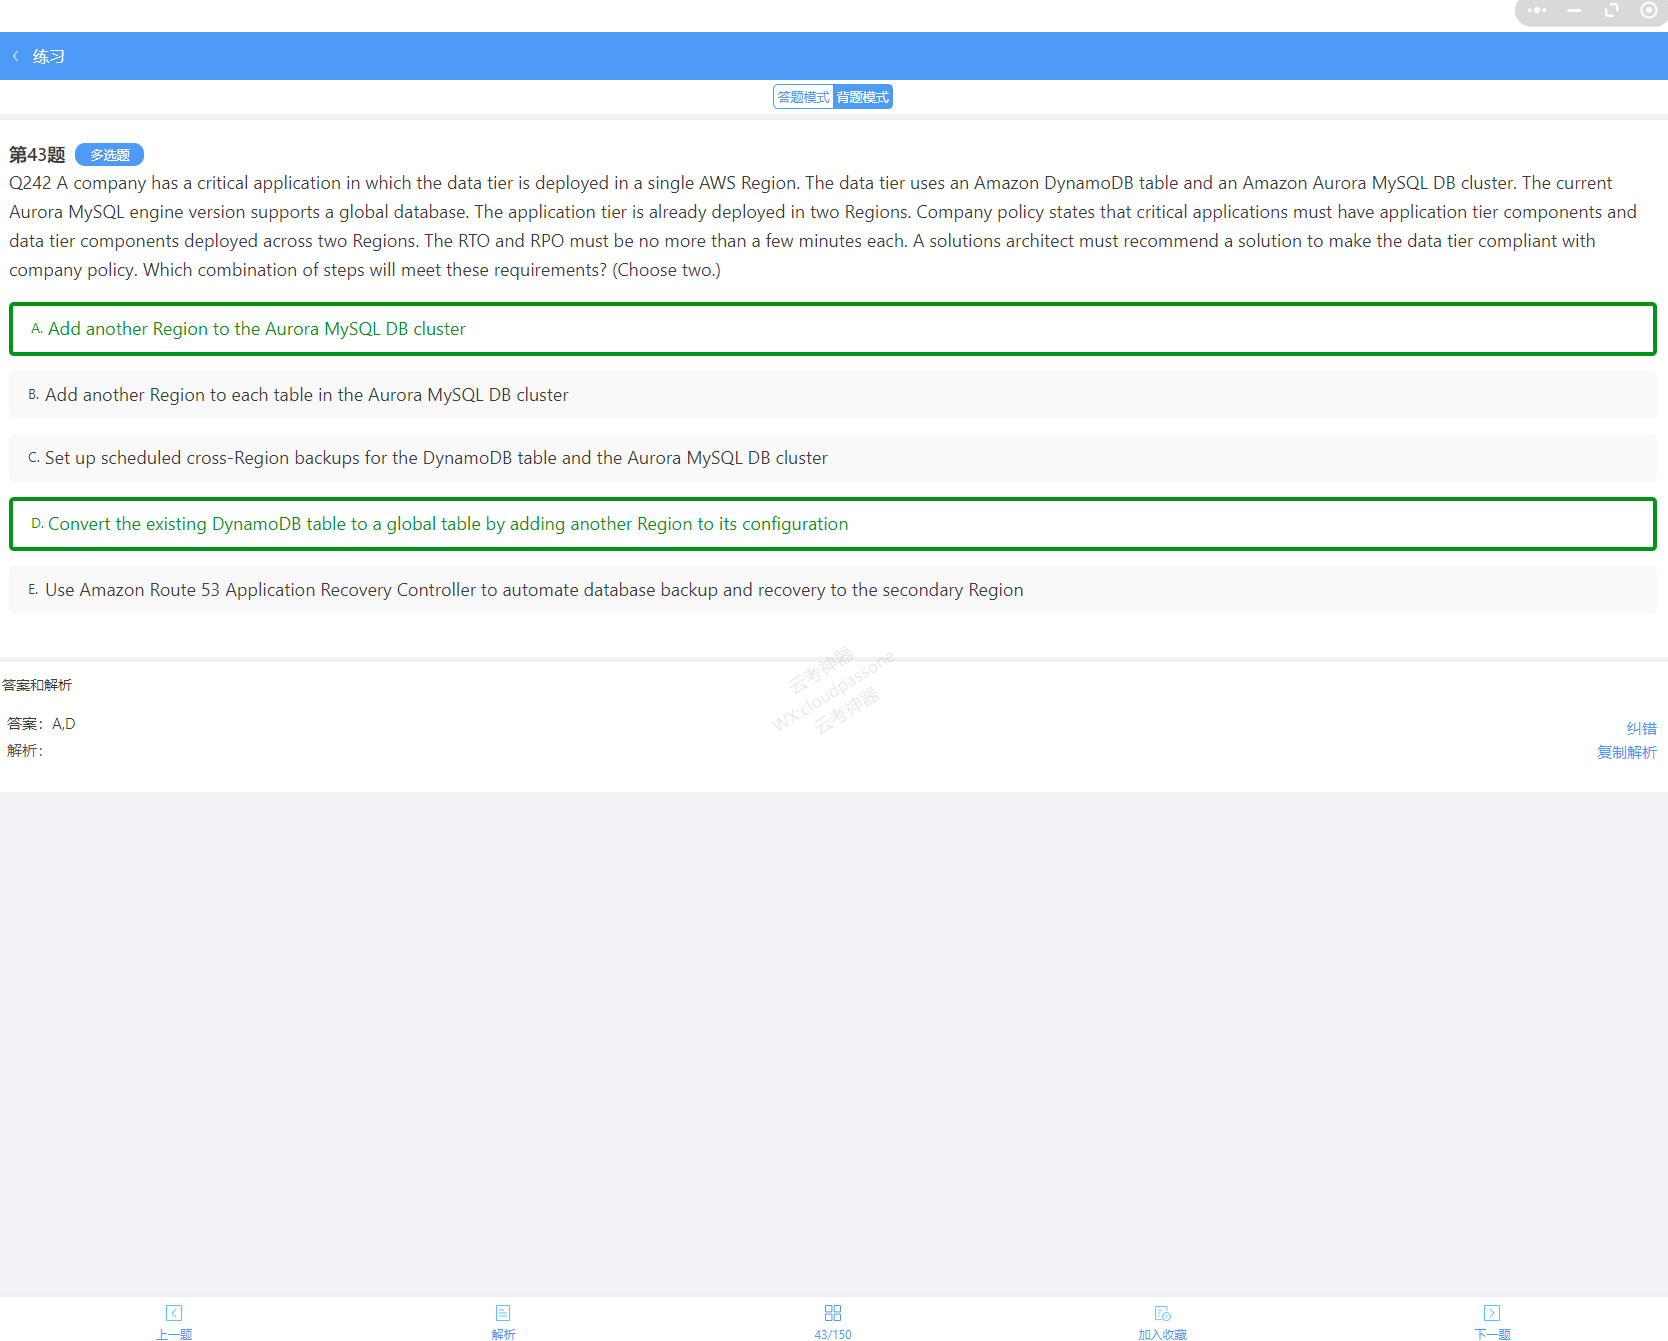 练习
答题模式 背题模式
第43题 多选题
Q242 A company has a critical application in which the data tier is deployed in a single AWS Region. The data tier uses an Amazon DynamoDB table and an Amazon Aurora MySQL DB cluster. The current
Aurora MySQL engine version supports a global database. The application tier is already deployed in two Regions. Company policy states that critical applications must have application tier components and
data tier components deployed across two Regions. The RTO and RPO must be no more than a few minutes each. A solutions architect must recommend a solution to make the data tier compliant with
company policy. Which combination of steps will meet these requirements? (Choose two.)
A. Add another Region to the Aurora MySQL DB cluster
B. Add another Region to each table in the Aurora MySQL DB cluster
C. Set up scheduled cross-Region backups for the DynamoDB table and the Aurora MySQL DB cluster
D. Convert the existing DynamoDB table to a global table by adding another Region to its configuration
E. Use Amazon Route 53 Application Recovery Controller to automate database backup and recovery to the secondary Region
云考神器
WX:cloudpassone
云考神器
答案和解析
答案：A,D
纠错
解析：
复制解析
上一题 解析 43/150 加入收藏 下一题